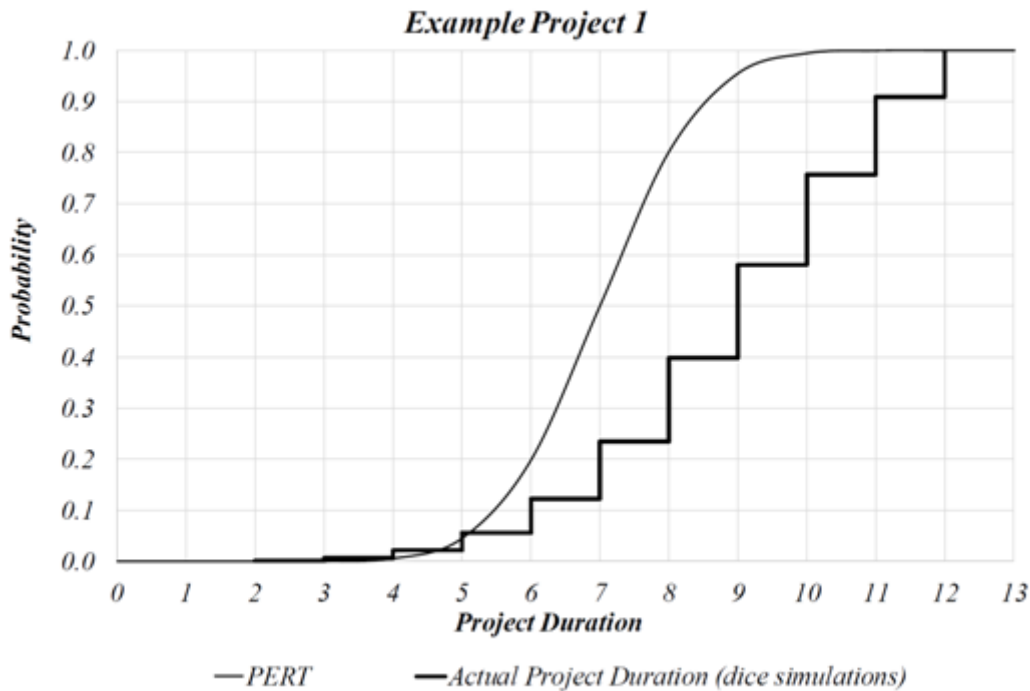 Example Project 1
1.0
0.9
0.8
0.7
0.6
0.5
0.4
0.3
0.2
0.1
0.0
Probability
0 1 2 3 4 5 6 7 8 9 10 11 12 13
Project Duration
PERT Actual Project Duration (dice simulations)